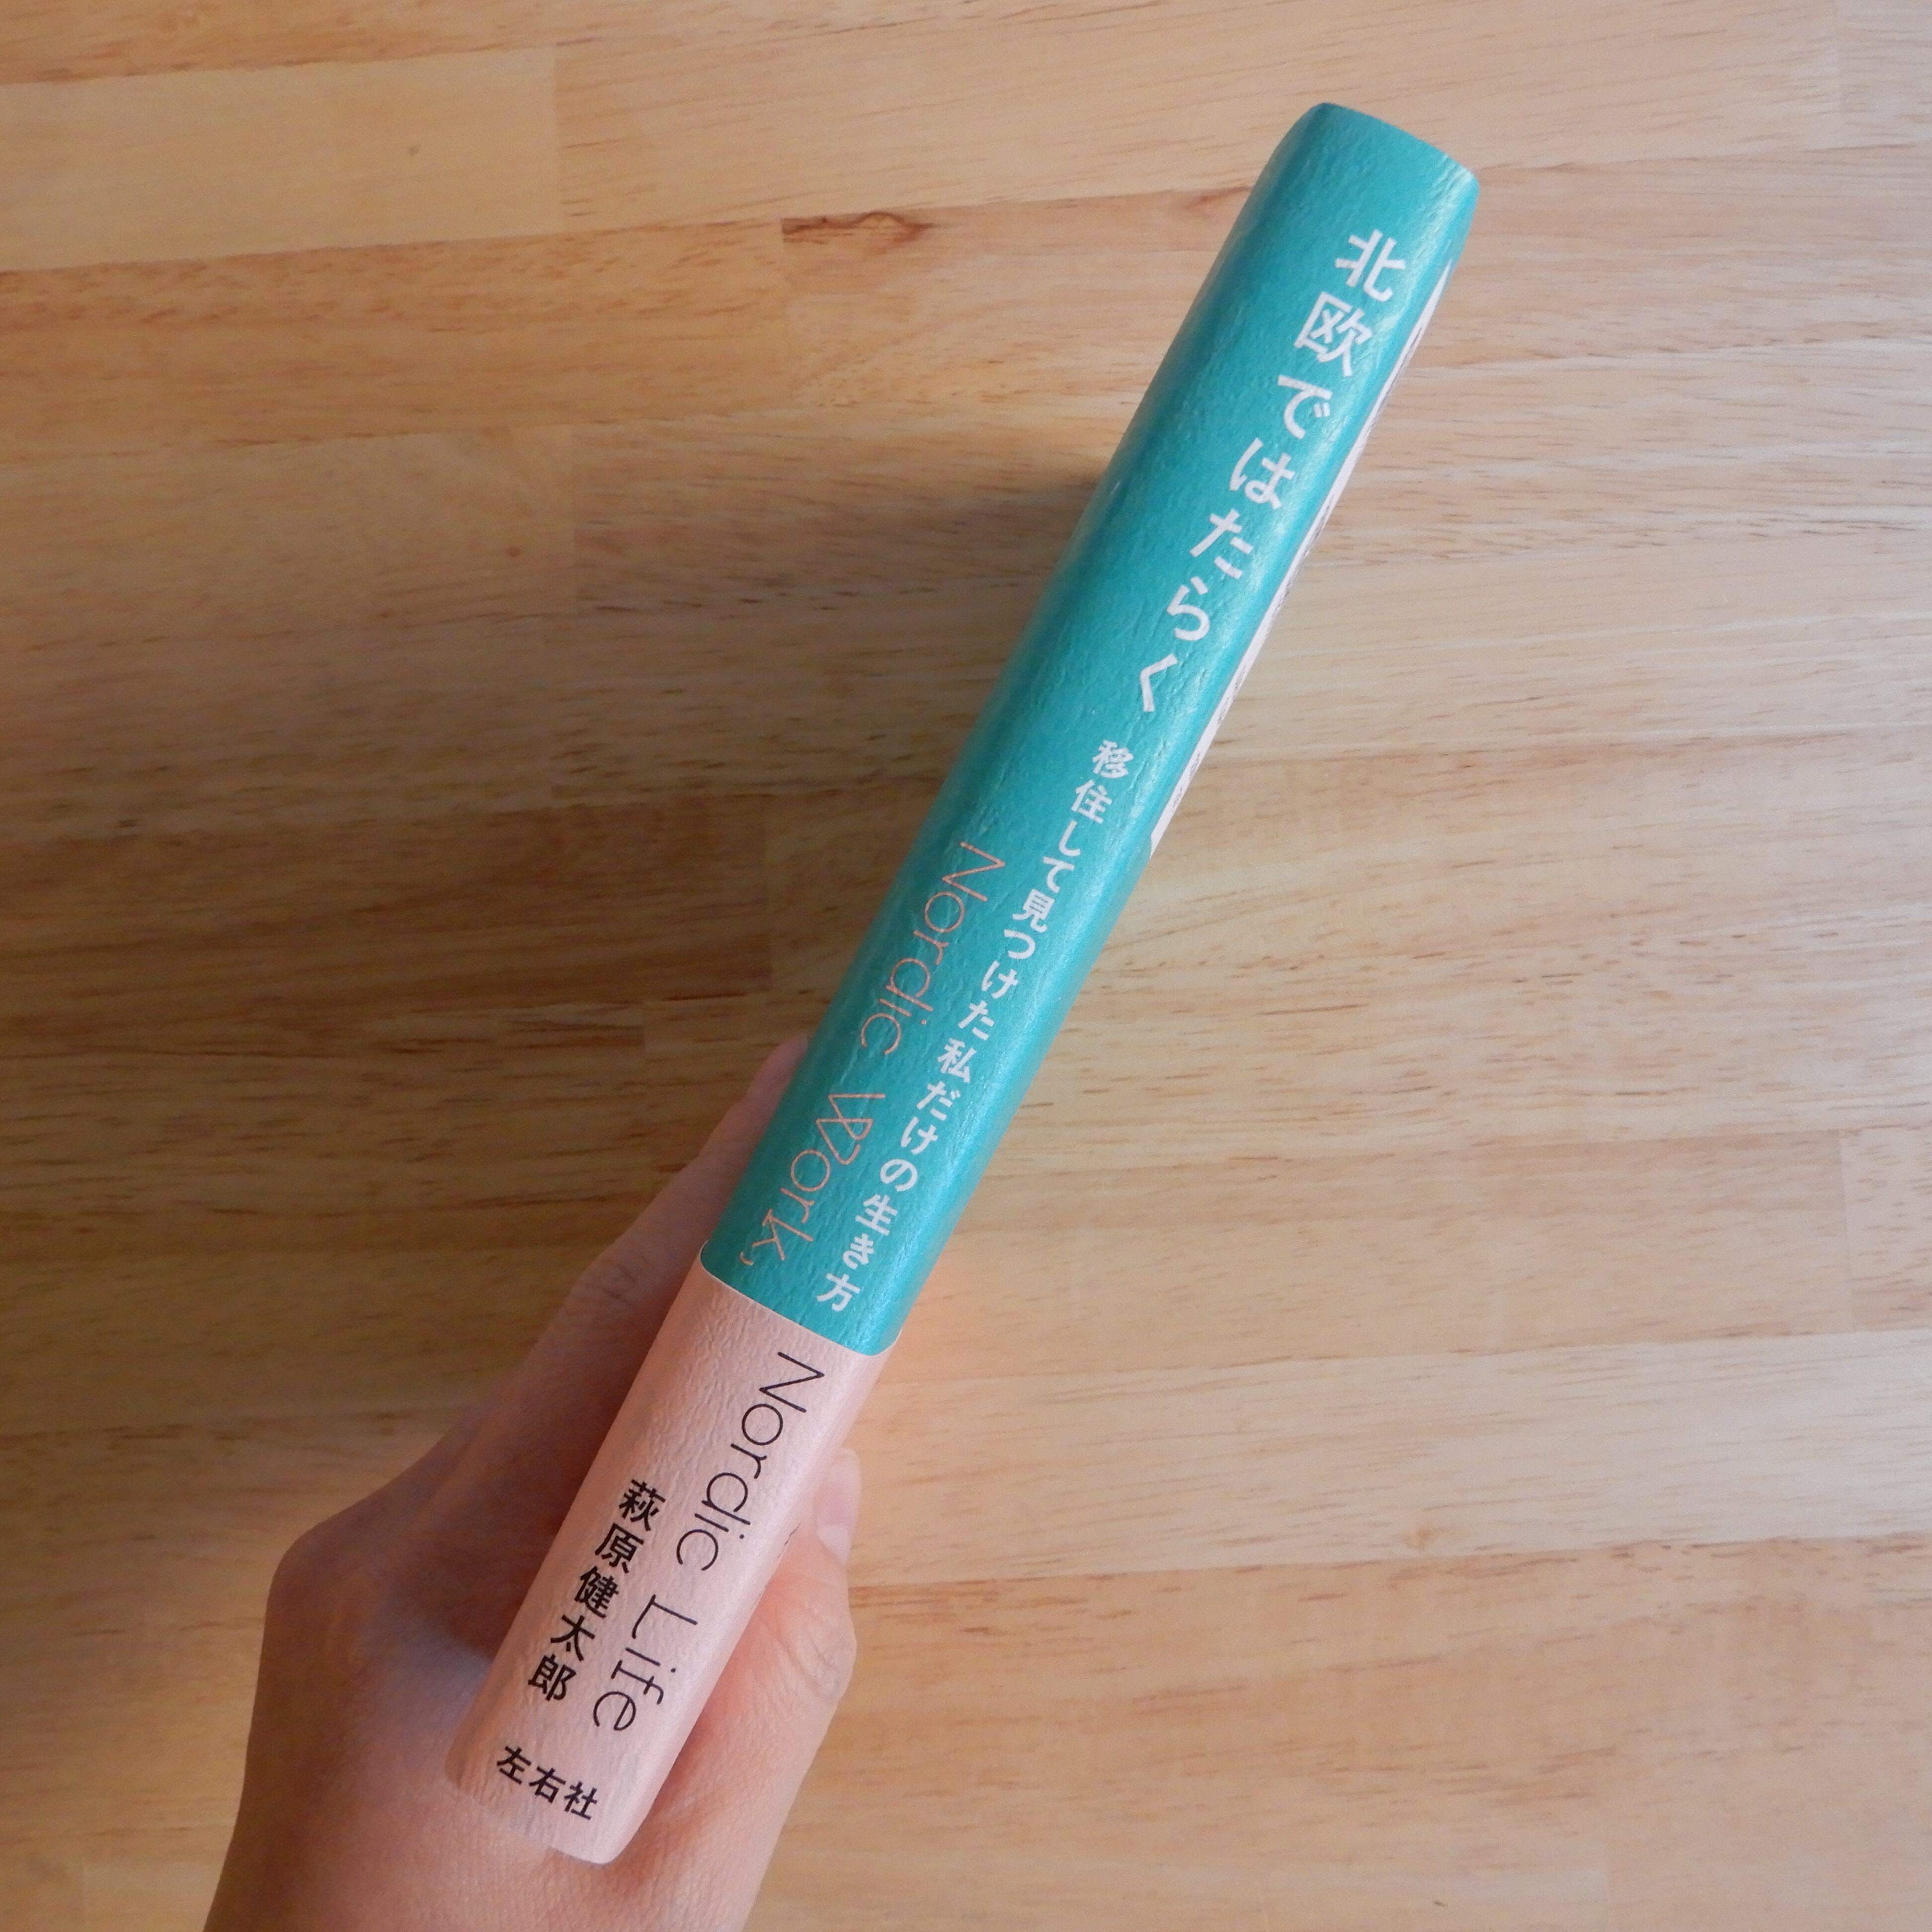 北欧ではたらく
移住して見つけた私だけの生き方
Nordic Work,
Nordic Life
萩原健太郎
左右社